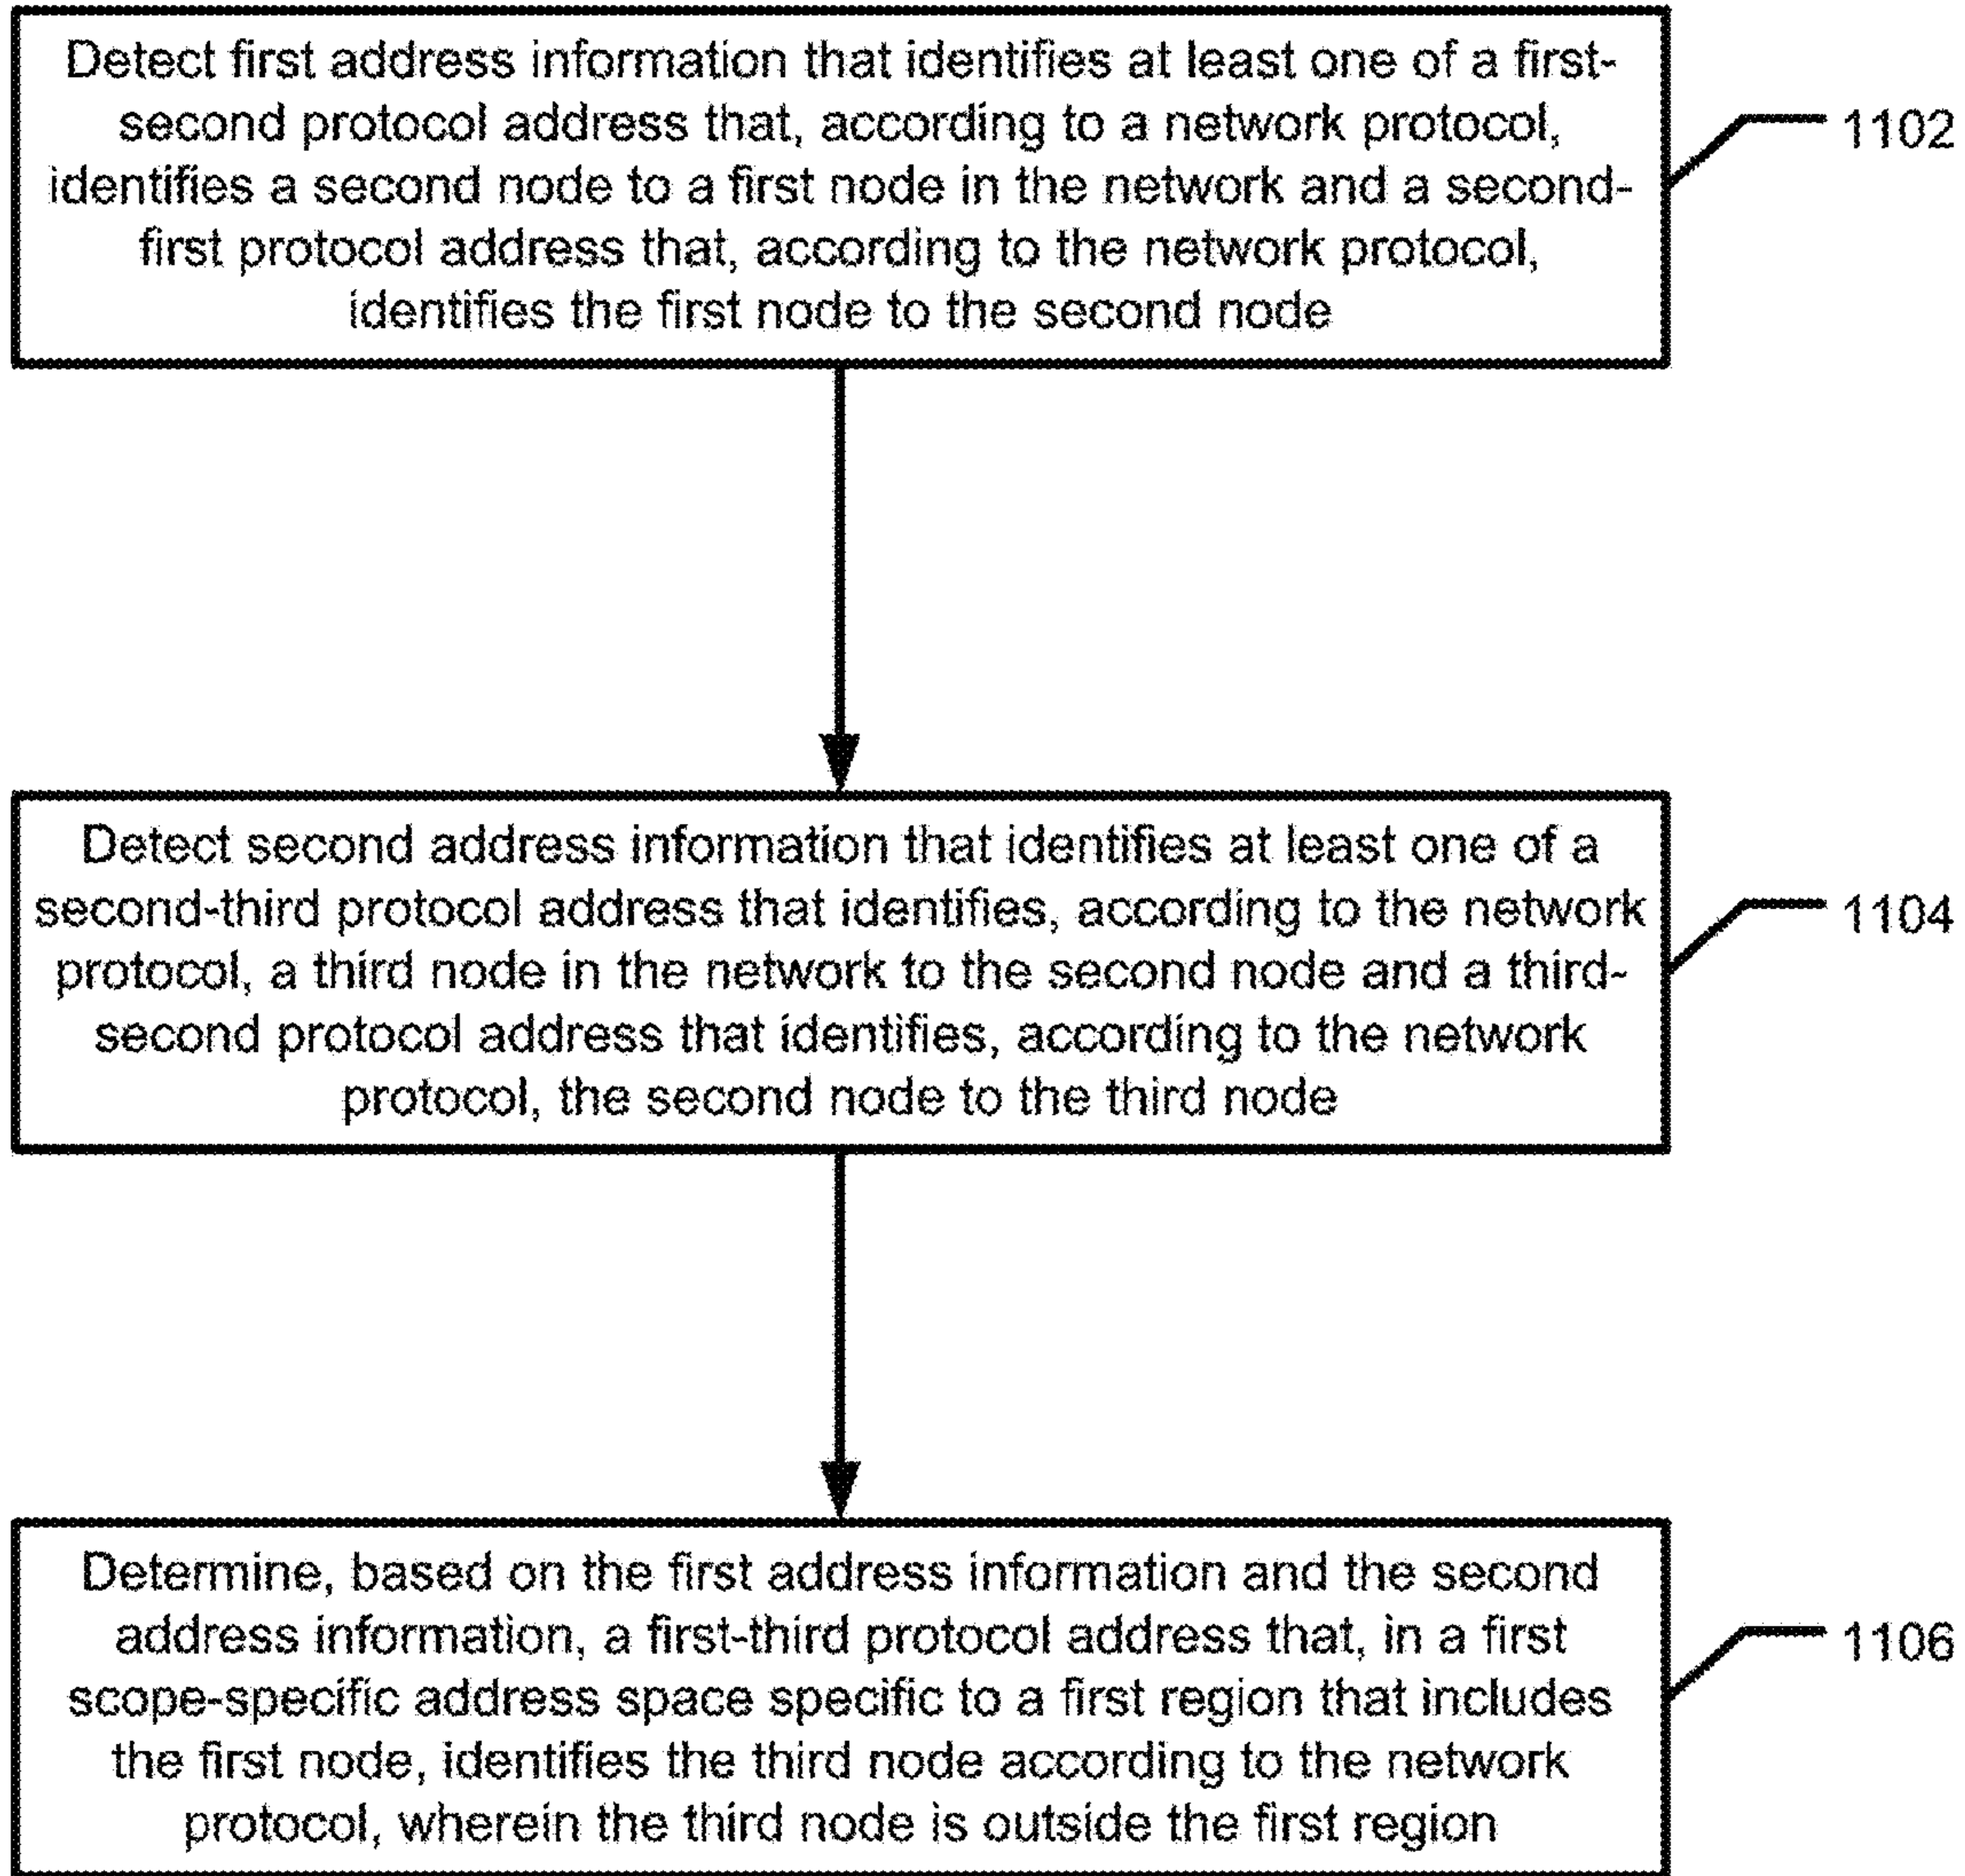 Detect first address information that identifies at least one of a first-
second protocol address that, according to a network protocol,
identifies a second node to a first node in the network and a second-
first protocol address that, according to the network protocol,
identifies the first node to the second node
1102
Detect second address information that identifies at least one of a
second-third protocol address that identifies, according to the network
protocol, a third node in the network to the second node and a third-
second protocol address that identifies, according to the network
protocol, the second node to the third node
1104
Determine, based on the first address information and the second
address information, a first-third protocol address that, in a first
scope-specific address space specific to a first region that includes
the first node, identifies the third node according to the network
protocol, wherein the third node is outside the first region
1106